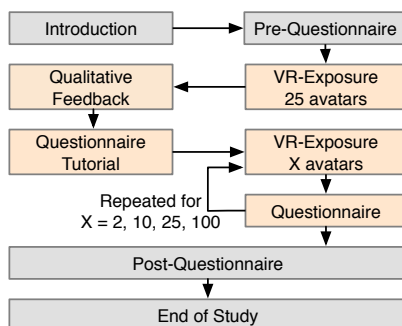 Introduction
Pre-Questionnaire
VR-Exposure
25 avatars
Qualitative
Feedback
Questionnaire
Tutorial
VR-Exposure
X avatars
Repeated for
X = 2, 10, 25, 100
Questionnaire
Post-Questionnaire
End of Study